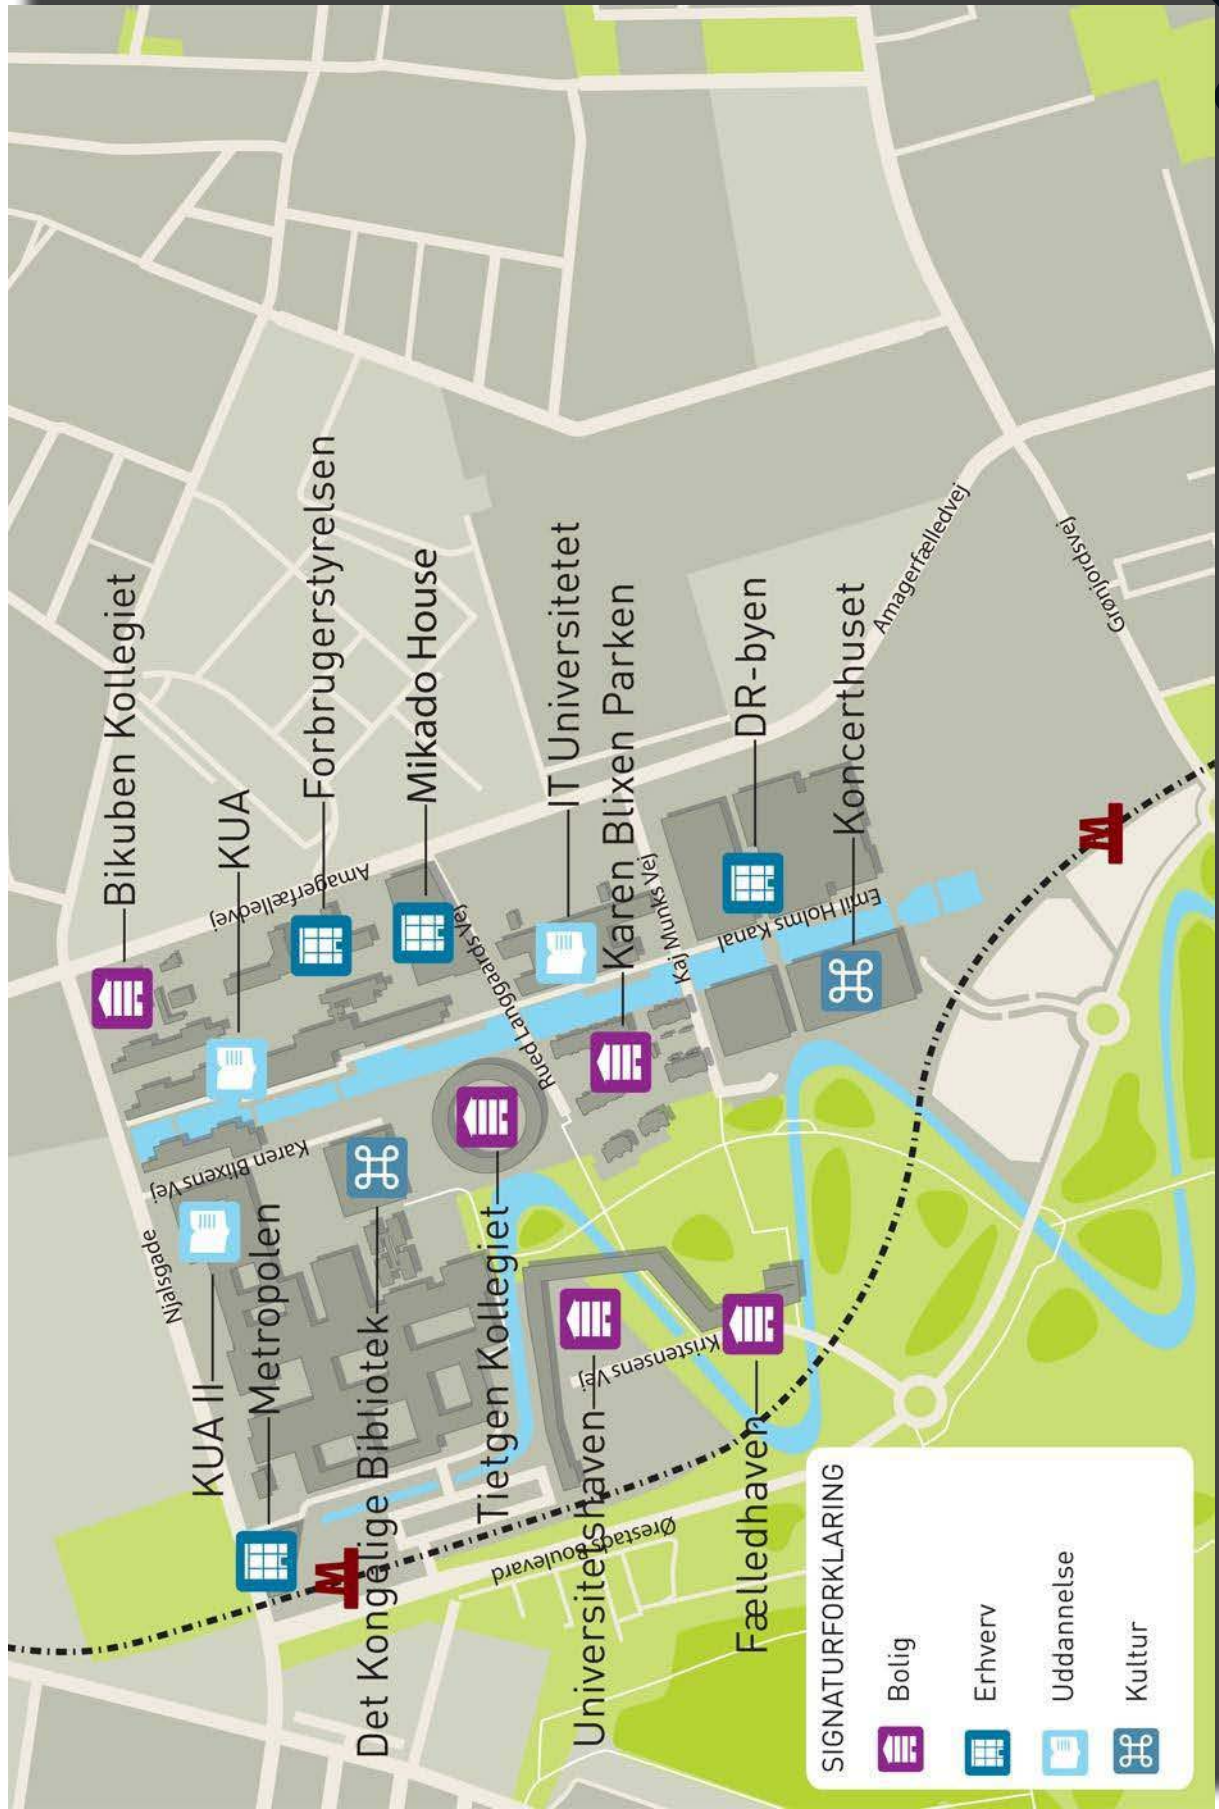 Bikuben Kollegiet
KUA
Forbrugerstyrelsen
Mikado House
IT Universitetet
Karen Blixen Parken
DR-byen
Koncerthuset
KUA II
Metropolen
Det Kongelige Bibliotek
Tietgen Kollegiet
Universitetshaven
Fælledhaven
Njalsgade
Karen Blixens Vej
Amagerfælledvej
Rued Langgaards Vej
Kaj Munks Vej
Emil Holms Kanal
Amagerfælledvej
Grønjordsvej
Kristensens Vej
Ørestads Boulevard
M
M
SIGNATURFORKLARING
Bolig
Erhverv
Uddannelse
Kultur